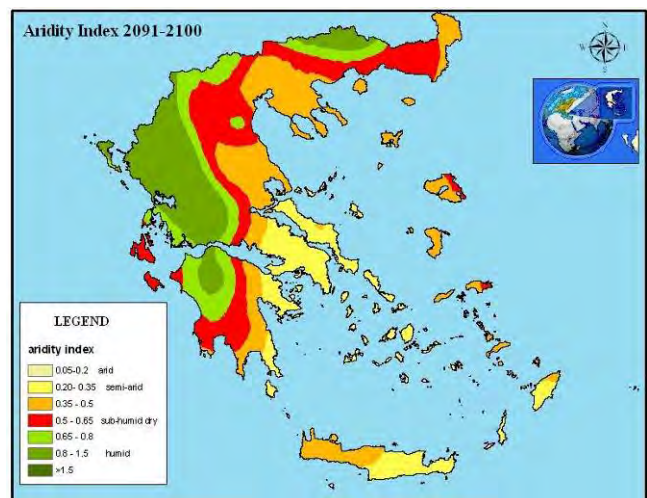 Aridity Index 2091-2100
N
W E
S
LEGEND
aridity index
0.05-0.2 arid
0.20- 0.35 semi-arid
0.35 - 0.5
0.5 - 0.65 sub-humid dry
0.65 - 0.8
0.8 - 1.5 humid
>1.5